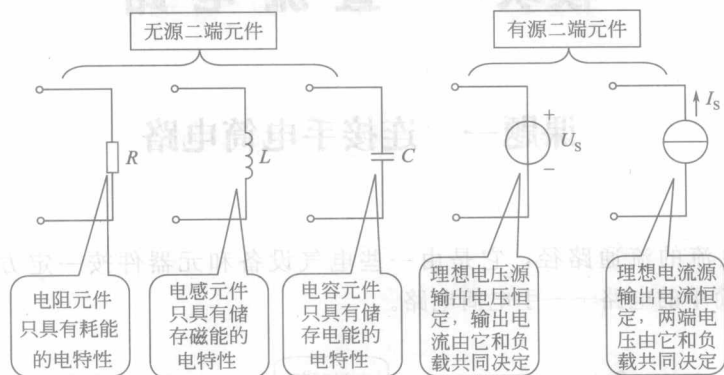 无源二端元件
有源二端元件
R
L
C
+
U_S
−
I_S
电阻元件
只具有耗能
的电特性
电感元件
只具有储
存磁能的
电特性
电容元件
只具有储
存电能的
电特性
理想电压源
输出电压恒
定，输出电
流由它和负
载共同决定
理想电流源
输出电流恒
定，两端电
压由它和负
载共同决定